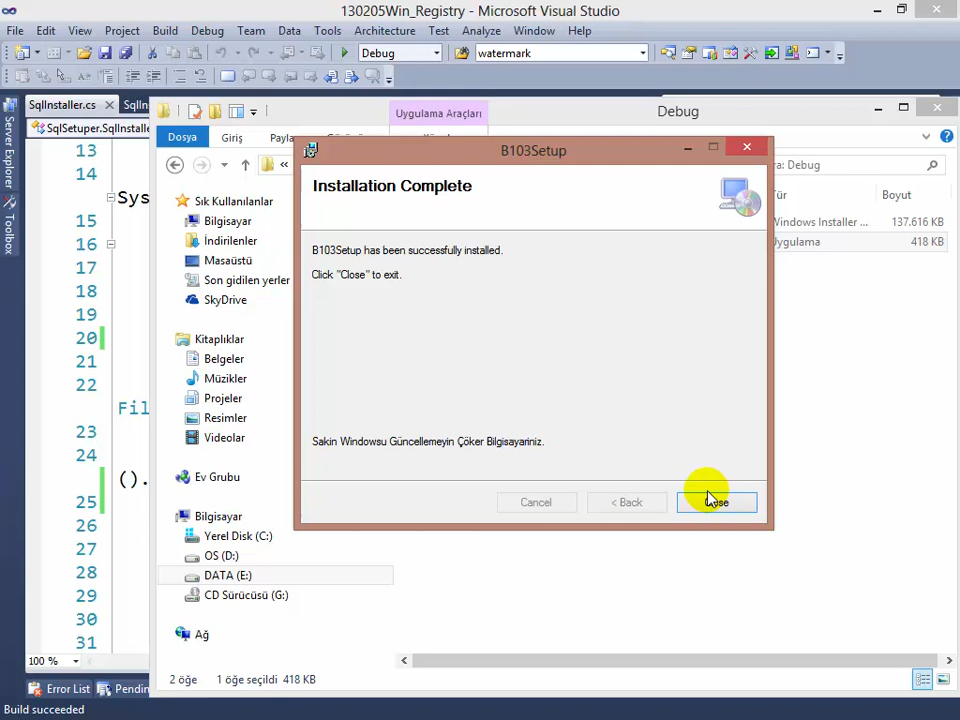 130205Win_Registry - Microsoft Visual Studio
File Edit View Project Build Debug Team Data Tools Architecture Test Analyze Window Help
Debug watermark
SqlInstaller.cs
SqlSetuper.SqlInstalle
Server Explorer
Toolbox
13
14
Sys
15
16
17
18
19
20
21
22
Fil
23
24
().
25
26
27
28
29
30
31
100 %
Error List
Build succeeded
Uygulama Araçları
Debug
Dosya Giriş
ra: Debug
Sık Kullanılanlar
Bilgisayar
İndirilenler
Masaüstü
Son gidilen yerler
SkyDrive
Kitaplıklar
Belgeler
Müzikler
Projeler
Resimler
Videolar
Ev Grubu
Bilgisayar
Yerel Disk (C:)
OS (D:)
DATA (E:)
CD Sürücüsü (G:)
Ağ
Tür Boyut
Windows Installer ... 137.616 KB
Uygulama 418 KB
2 öğe 1 öğe seçildi 418 KB
B103Setup
Installation Complete
B103Setup has been successfully installed.
Click "Close" to exit.
Sakin Windowsu Güncellemeyin Çöker Bilgisayariniz.
Cancel < Back Close